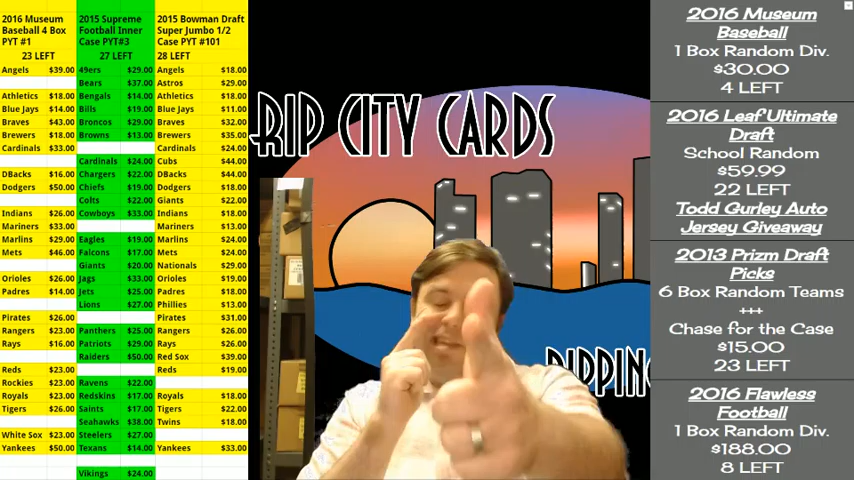 2016 Museum
Baseball 4 Box
PYT #1
23 LEFT
Angels $39.00
Athletics $18.00
Blue Jays $14.00
Braves $43.00
Brewers $18.00
Cardinals $33.00
DBacks $16.00
Dodgers $50.00
Indians $26.00
Mariners $33.00
Marlins $29.00
Mets $46.00
Orioles $26.00
Padres $14.00
Pirates $26.00
Rangers $23.00
Rays $16.00
Reds $23.00
Rockies $23.00
Royals $23.00
Tigers $26.00
White Sox $23.00
Yankees $50.00
2015 Supreme
Football Inner
Case PYT#3
27 LEFT
49ers $29.00
Bears $37.00
Bengals $14.00
Bills $19.00
Broncos $29.00
Browns $13.00
Cardinals $24.00
Chargers $22.00
Chiefs $19.00
Colts $22.00
Cowboys $33.00
Eagles $19.00
Falcons $17.00
Giants $20.00
Jags $33.00
Jets $25.00
Lions $27.00
Panthers $25.00
Patriots $29.00
Raiders $50.00
Ravens $22.00
Redskins $17.00
Saints $17.00
Seahawks $38.00
Steelers $27.00
Texans $14.00
Vikings $24.00
2015 Bowman Draft
Super Jumbo 1/2
Case PYT #101
28 LEFT
Angels $18.00
Astros $29.00
Athletics $18.00
Blue Jays $11.00
Braves $32.00
Brewers $35.00
Cardinals $24.00
Cubs $44.00
DBacks $44.00
Dodgers $18.00
Giants $22.00
Indians $18.00
Mariners $13.00
Marlins $24.00
Mets $24.00
Nationals $29.00
Orioles $19.00
Padres $18.00
Phillies $13.00
Pirates $31.00
Rangers $26.00
Rays $26.00
Red Sox $39.00
Reds $19.00
Royals $18.00
Tigers $22.00
Twins $18.00
Yankees $33.00
RIP CITY CARDS
RIPPING
2016 Museum
Baseball
1 Box Random Div.
$30.00
4 LEFT
2016 Leaf Ultimate
Draft
School Random
$59.99
22 LEFT
Todd Gurley Auto
Jersey Giveaway
2013 Prizm Draft
Picks
6 Box Random Teams
+++
Chase for the Case
$15.00
23 LEFT
2016 Flawless
Football
1 Box Random Div.
$188.00
8 LEFT